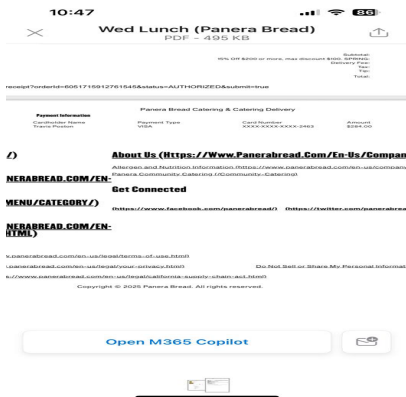 10:47
86
Wed Lunch (Panera Bread)
PDF - 495 KB
Subtotal:
10% Off $200 or more, max discount $100, SPRING:
Delivery Fee:
Tax:
Tip:
Total:
receipt?orderId=6051715912761545&status=AUTHORIZED&submit=true
Panera Bread Catering & Catering Delivery
Payment Information
Cardholder Name Payment Type Card Number Amount
Travis Poston VISA XXXX-XXXX-XXXX-2463 $284.00
/) About Us (Https://Www.Panerabread.Com/En-Us/Compan
Allergen and Nutrition Information (https://www.panerabread.com/en-us/company
NERABREAD.COM/EN- Panera Community Catering (/Community-Catering)
Get Connected
MENU/CATEGORY/)
(https://www.facebook.com/panerabread/) (https://twitter.com/panerabrea
NERABREAD.COM/EN-
HTML)
.panerabread.com/en-us/legal/terms-of-use.html)
.panerabread.com/en-us/legal/your-privacy.html) Do Not Sell or Share My Personal Informat
s://www.panerabread.com/en-us/legal/california-supply-chain-act.html)
Copyright © 2025 Panera Bread. All rights reserved.
Open M365 Copilot